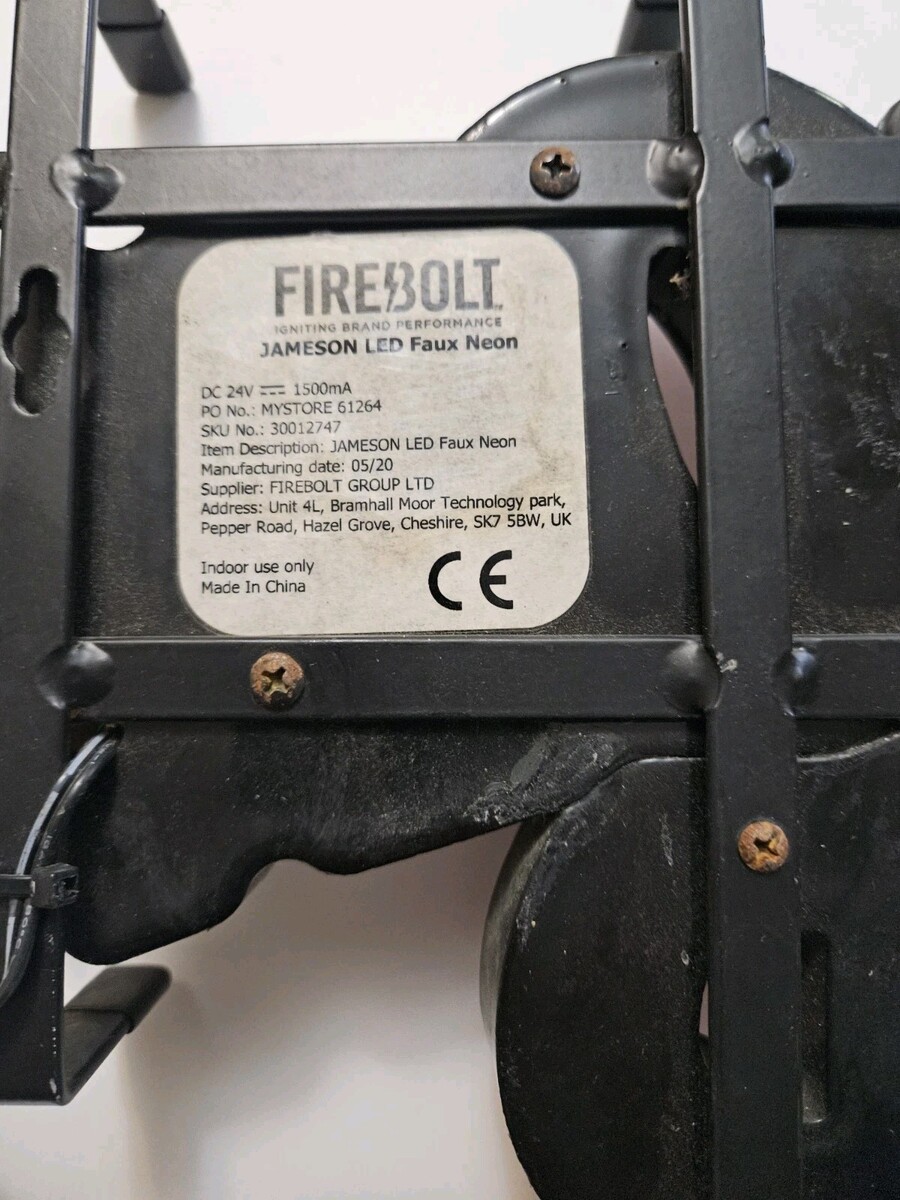 FIREBOLT
IGNITING BRAND PERFORMANCE
JAMESON LED Faux Neon
DC 24V ⎓ 1500mA
PO No.: MYSTORE 61264
SKU No.: 30012747
Item Description: JAMESON LED Faux Neon
Manufacturing date: 05/20
Supplier: FIREBOLT GROUP LTD
Address: Unit 4L, Bramhall Moor Technology park,
Pepper Road, Hazel Grove, Cheshire, SK7 5BW, UK
Indoor use only
Made In China
CE